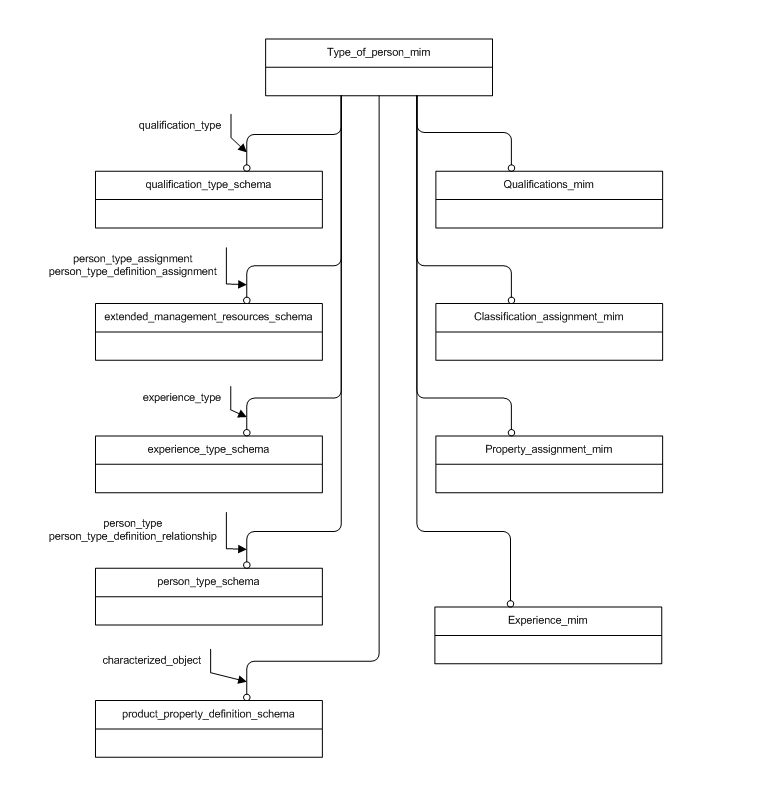 Type_of_person_mim
qualification_type
qualification_type_schema
Qualifications_mim
person_type_assignment
person_type_definition_assignment
extended_management_resources_schema
Classification_assignment_mim
experience_type
experience_type_schema
Property_assignment_mim
person_type
person_type_definition_relationship
person_type_schema
Experience_mim
characterized_object
product_property_definition_schema